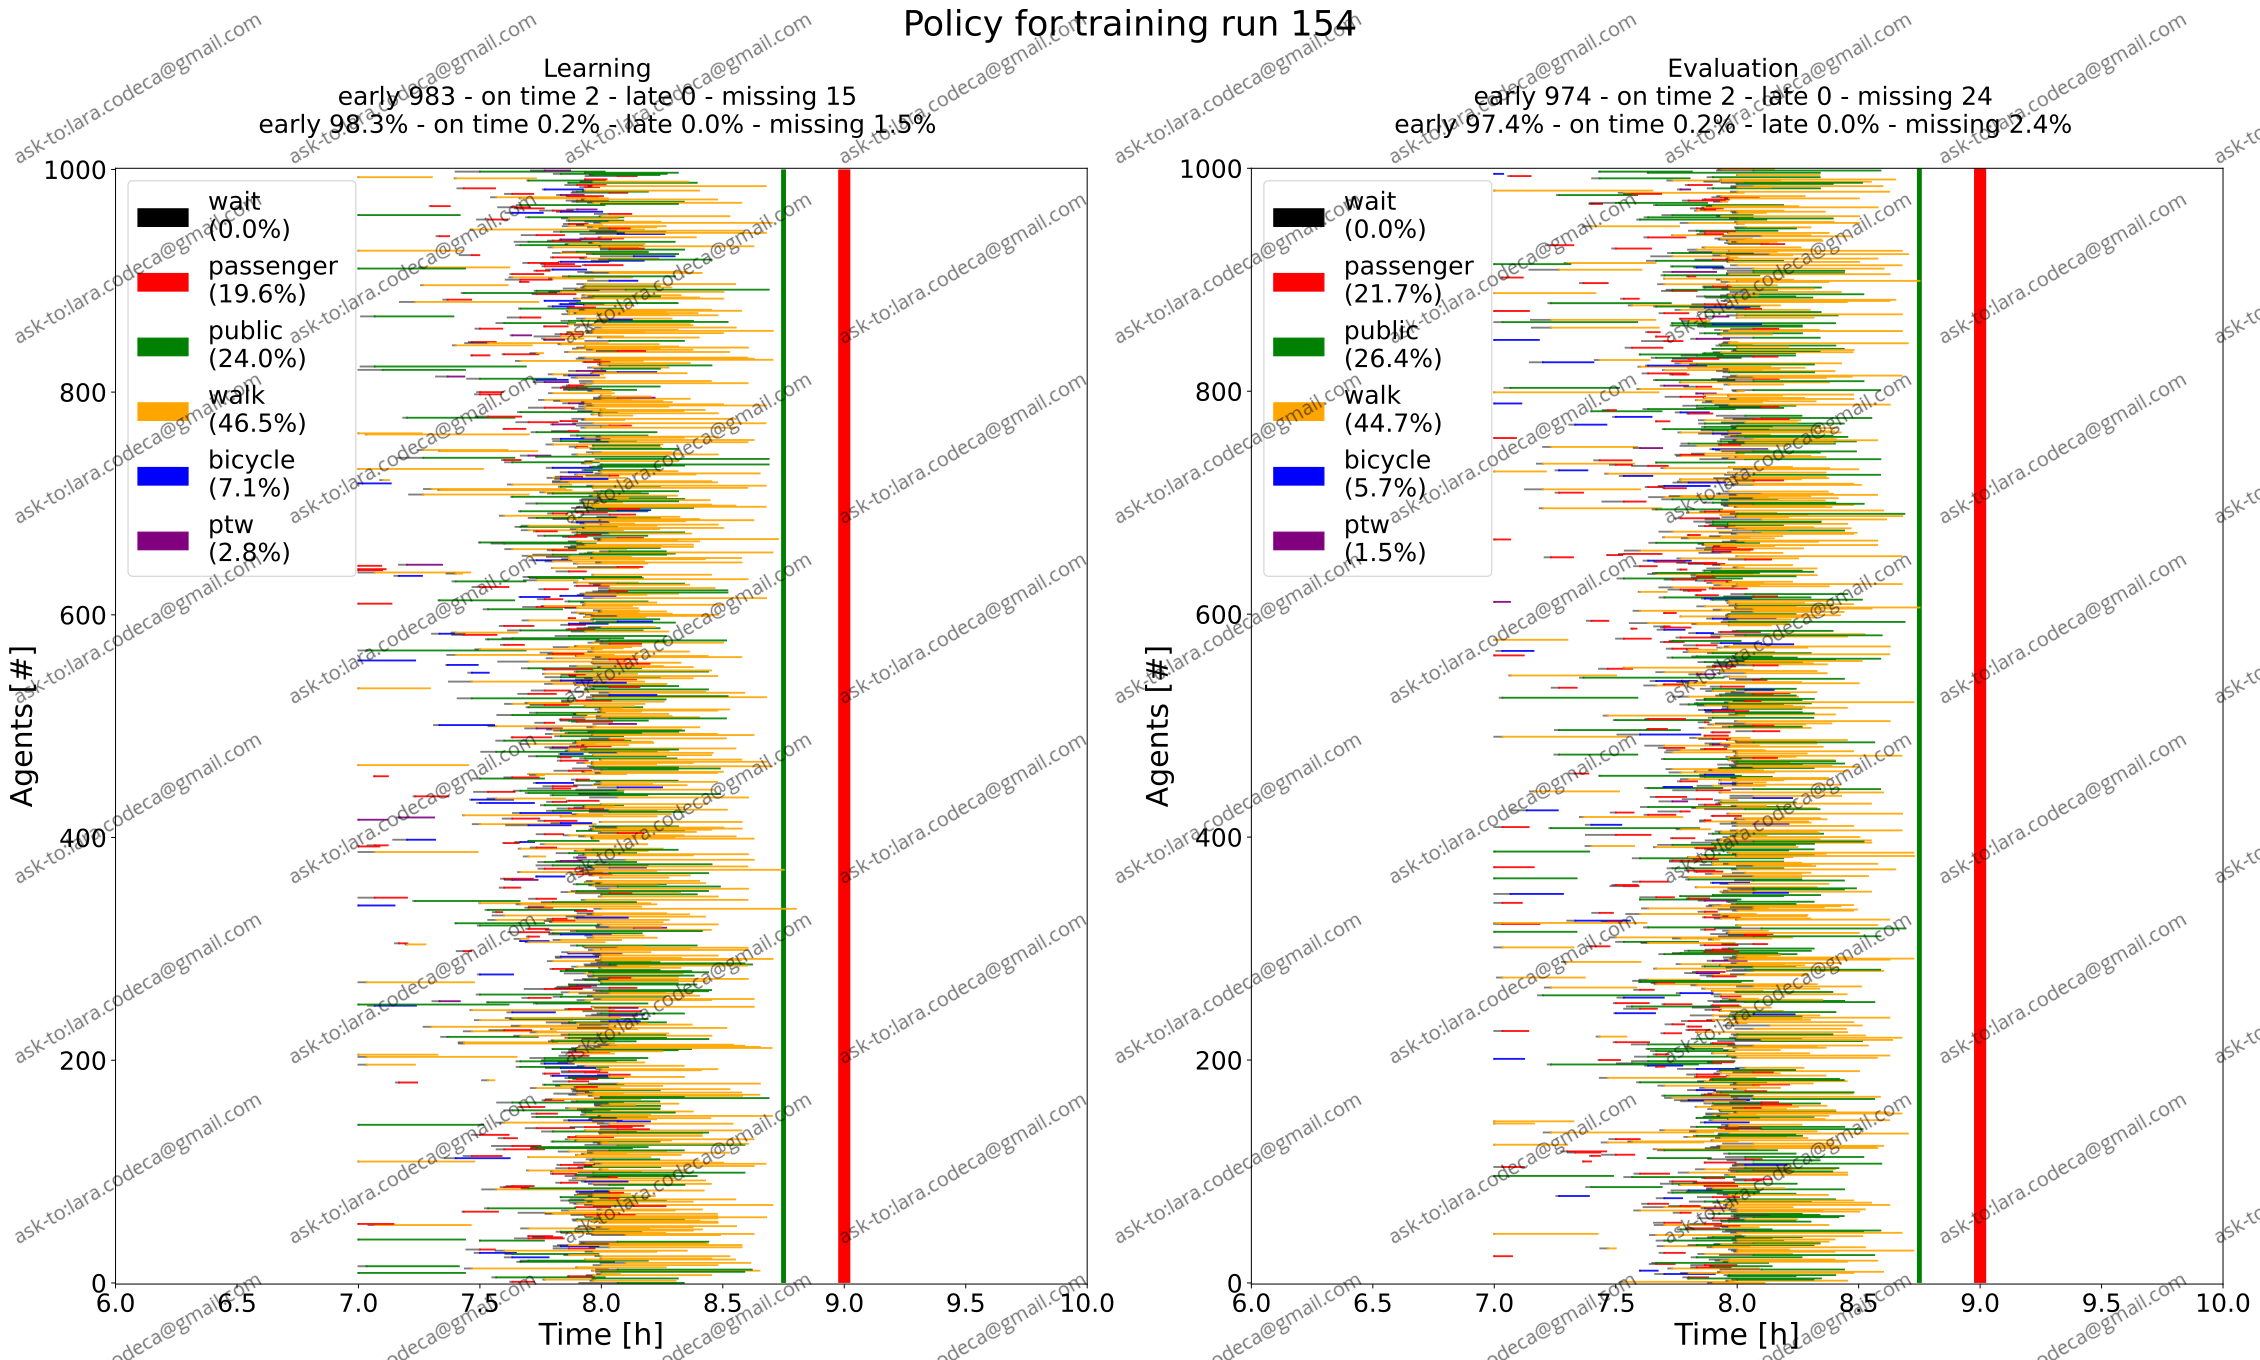 Policy for training run 154
Learning
early 983 - on time 2 - late 0 - missing 15
early 98.3% - on time 0.2% - late 0.0% - missing 1.5%
Agents [#]
1000
800
600
400
200
0
wait
(0.0%)
passenger
(19.6%)
public
(24.0%)
walk
(46.5%)
bicycle
(7.1%)
ptw
(2.8%)
6.0 6.5 7.0 7.5 8.0 8.5 9.0 9.5 10.0
Time [h]
Evaluation
early 974 - on time 2 - late 0 - missing 24
early 97.4% - on time 0.2% - late 0.0% - missing 2.4%
Agents [#]
1000
800
600
400
200
0
wait
(0.0%)
passenger
(21.7%)
public
(26.4%)
walk
(44.7%)
bicycle
(5.7%)
ptw
(1.5%)
6.0 6.5 7.0 7.5 8.0 8.5 9.0 9.5 10.0
Time [h]
ask-to:lara.codeca@gmail.com